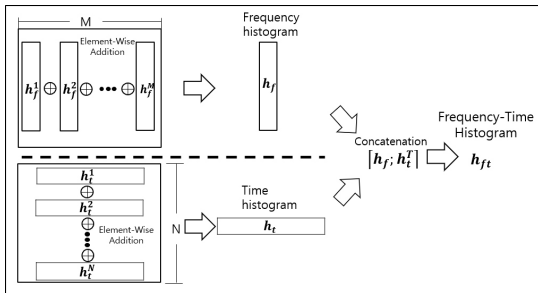 M
Element-Wise
Addition
h_f^1 ⊕ h_f^2 ⊕ ••• ⊕ h_f^M
Frequency
histogram
h_f
Concatenation
[h_f; h_t^T]
Frequency-Time
Histogram
h_ft
h_t^1
⊕
h_t^2
⊕
Element-Wise
Addition
⊕
h_t^N
N
Time
histogram
h_t